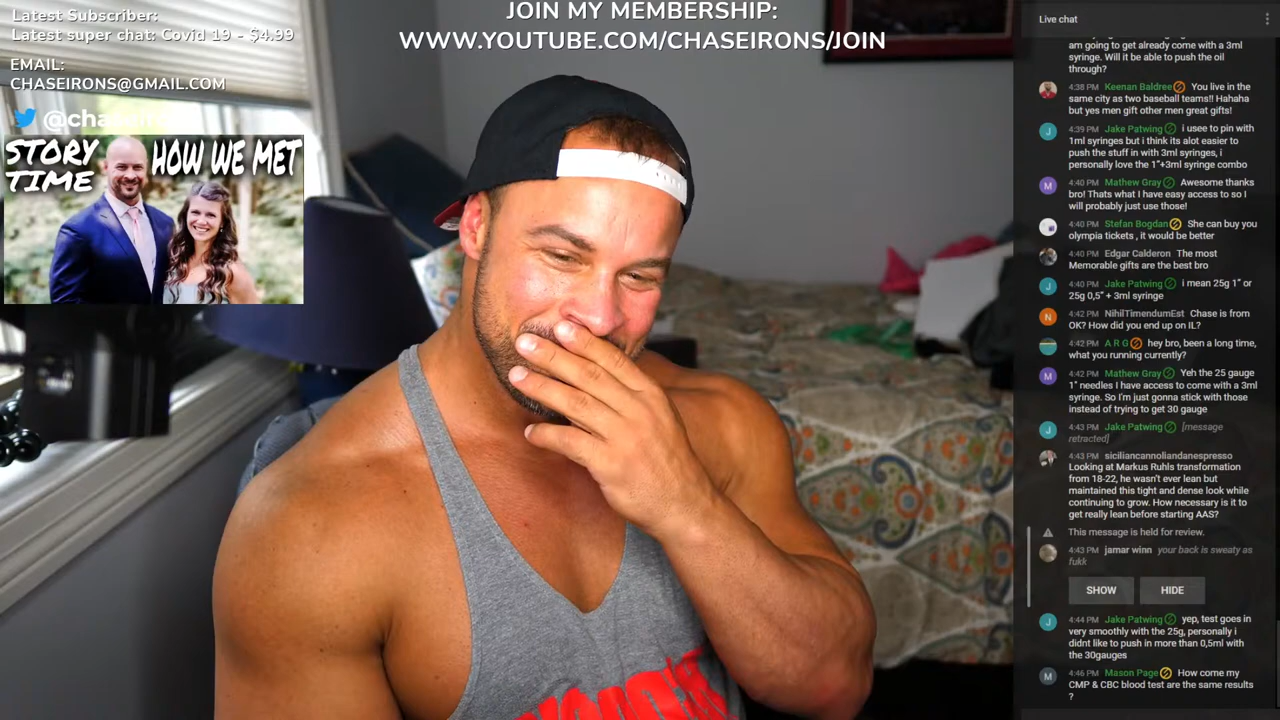 Latest Subscriber:
Latest super chat: Covid 19 - $4.99
EMAIL:
CHASEIRONS@GMAIL.COM
JOIN MY MEMBERSHIP:
WWW.YOUTUBE.COM/CHASEIRONS/JOIN
STORY TIME
HOW WE MET
Live chat
am going to get already come with a 3ml
syringe. Will it be able to push the oil
through?
4:38 PM Keenan Baldree You live in the
same city as two baseball teams!! Hahaha
but yes men gift other men great gifts!
4:39 PM Jake Patwing i usee to pin with
1ml syringes but i think its alot easier to
push the stuff in with 3ml syringes, i
personally love the 1"+3ml syringe combo
4:40 PM Mathew Gray Awesome thanks
bro! Thats what I have easy access to so I
will probably just use those!
4:40 PM Stefan Bogdan She can buy you
olympia tickets , it would be better
4:40 PM Edgar Calderon The most
Memorable gifts are the best bro
4:40 PM Jake Patwing i mean 25g 1" or
25g 0,5" + 3ml syringe
4:42 PM NihilTimendumEst Chase is from
OK? How did you end up on IL?
4:42 PM A R G hey bro, been a long time,
what you running currently?
4:42 PM Mathew Gray Yeh the 25 gauge
1" needles I have access to come with a 3ml
syringe. So I'm just gonna stick with those
instead of trying to get 30 gauge
4:43 PM Jake Patwing [message
retracted]
4:43 PM siciliancannoliandanespresso
Looking at Markus Ruhls transformation
from 18-22, he wasn't ever lean but
maintained this tight and dense look while
continuing to grow. How necessary is it to
get really lean before starting AAS?
This message is held for review.
4:43 PM jamar winn your back is sweaty as
fukk
SHOW HIDE
4:44 PM Jake Patwing yep, test goes in
very smoothly with the 25g, personally i
didnt like to push in more than 0,5ml with
the 30gauges
4:46 PM Mason Page How come my
CMP & CBC blood test are the same results
?